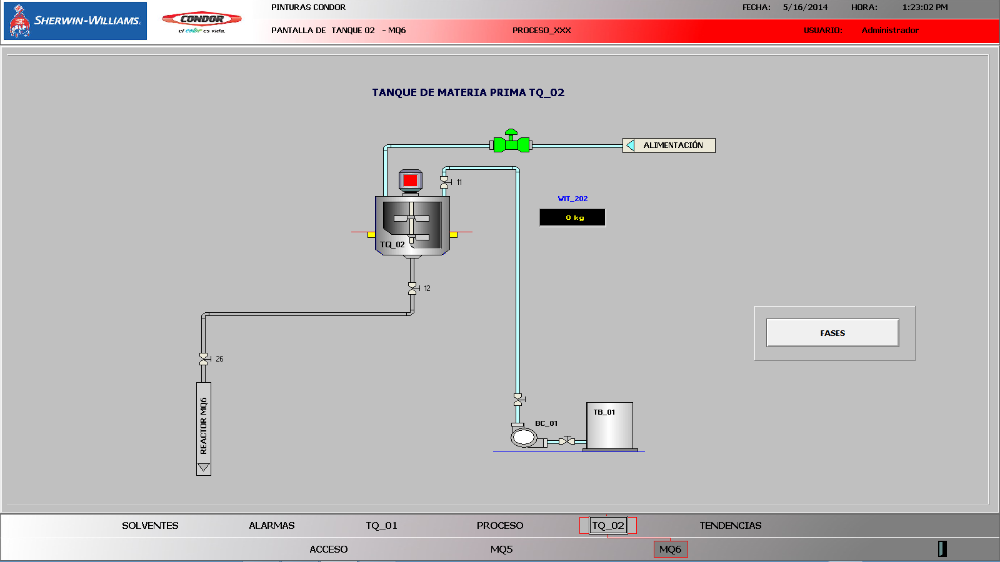 SHERWIN-WILLIAMS.
CONDOR
el color es vida.
PINTURAS CONDOR
FECHA: 5/16/2014 HORA: 1:23:02 PM
PANTALLA DE TANQUE 02 - MQ6 PROCESO_XXX USUARIO: Administrador
TANQUE DE MATERIA PRIMA TQ_02
ALIMENTACIÓN
11
WIT_202
0 kg
TQ_02
12
FASES
26
REACTOR MQ6
TB_01
BC_01
SOLVENTES ALARMAS TQ_01 PROCESO TQ_02 TENDENCIAS
ACCESO MQ5 MQ6